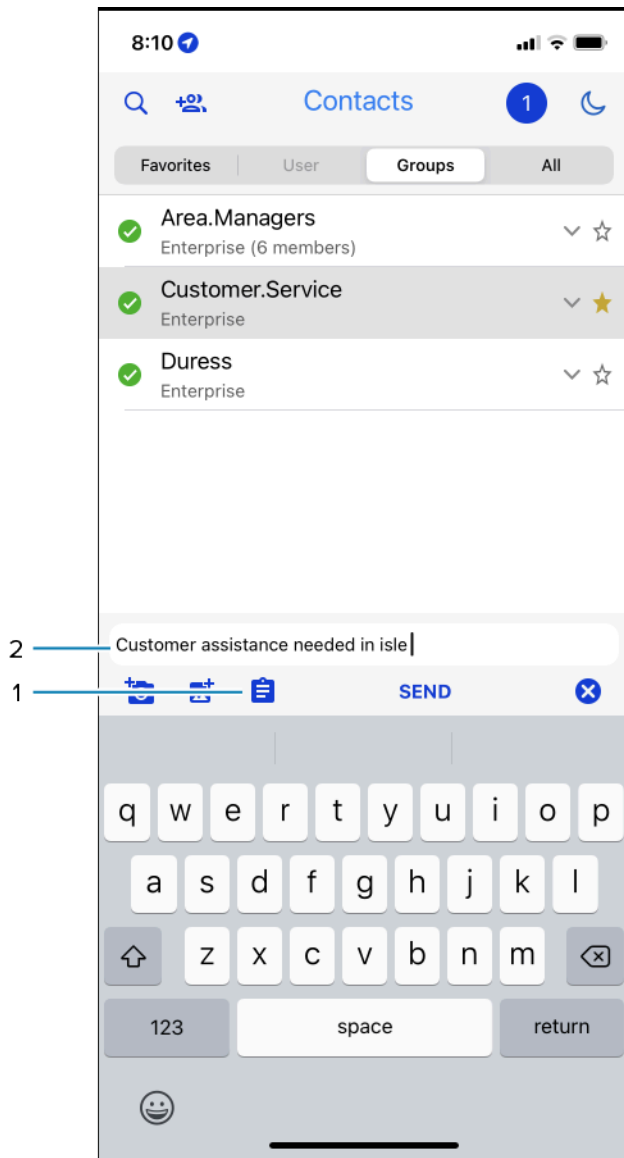 8:10
Contacts
1
Favorites User Groups All
Area.Managers
Enterprise (6 members)
Customer.Service
Enterprise
Duress
Enterprise
2
Customer assistance needed in isle
1
SEND
q w e r t y u i o p
a s d f g h j k l
z x c v b n m
123 space return